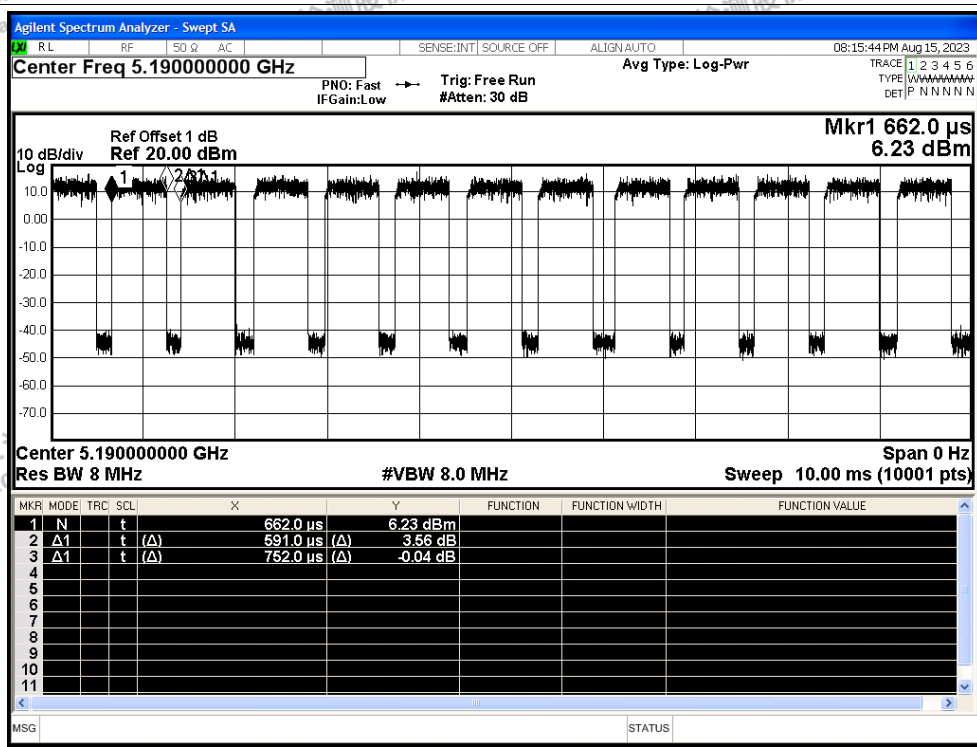 Agilent Spectrum Analyzer - Swept SA
LXI RL RF 50 Ω AC SENSE:INT SOURCE OFF ALIGN AUTO 08:15:44 PM Aug 15, 2023
Center Freq 5.190000000 GHz PNO: Fast IFGain:Low Trig: Free Run #Atten: 30 dB Avg Type: Log-Pwr TRACE 1 2 3 4 5 6
TYPE WWWWWW
DET P N N N N N
Mkr1 662.0 µs
6.23 dBm
Ref Offset 1 dB
10 dB/div Ref 20.00 dBm
Log
10.0
0.00
-10.0
-20.0
-30.0
-40.0
-50.0
-60.0
-70.0
Center 5.190000000 GHz Span 0 Hz
Res BW 8 MHz #VBW 8.0 MHz Sweep 10.00 ms (10001 pts)
MKR MODE TRC SCL X Y FUNCTION FUNCTION WIDTH FUNCTION VALUE
1 N t 662.0 µs 6.23 dBm
2 Δ1 t (Δ) 591.0 µs (Δ) 3.56 dB
3 Δ1 t (Δ) 752.0 µs (Δ) -0.04 dB
4
5
6
7
8
9
10
11
MSG STATUS